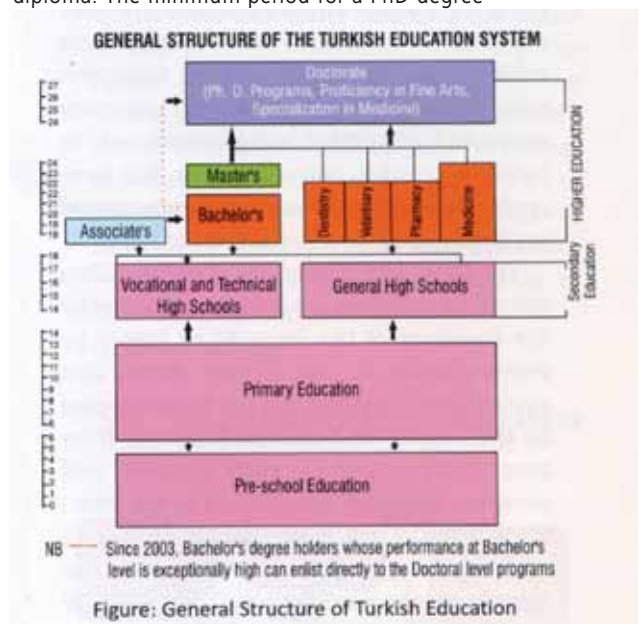 diploma. The minimum period for a PhD degree
GENERAL STRUCTURE OF THE TURKISH EDUCATION SYSTEM
Doctorate
(Ph. D. Programs, Proficiency in Fine Arts,
Specialization in Medicine)
HIGHER EDUCATION
Master's
Bachelor's
Associate's
Dentistry
Veterinary
Pharmacy
Medicine
Secondary
Education
Vocational and Technical
High Schools
General High Schools
Primary Education
Pre-school Education
NB Since 2003, Bachelor's degree holders whose performance at Bachelor's
level is exceptionally high can enlist directly to the Doctoral level programs
Figure: General Structure of Turkish Education